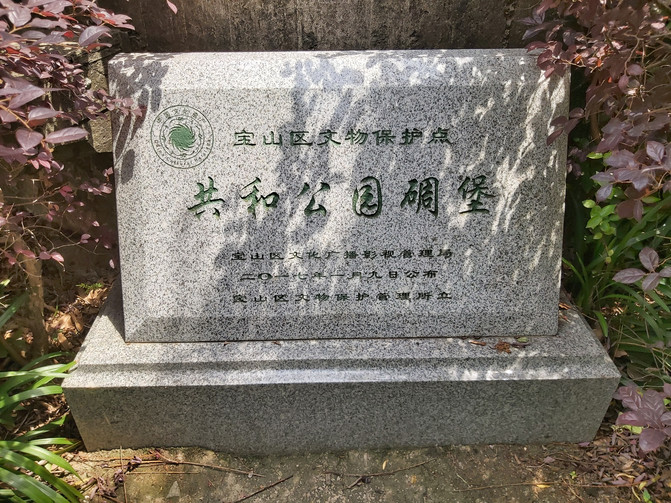 宝山区文物保护点
共和公园碉堡
宝山区文化广播影视管理局
二〇一七年一月九日公布
宝山区文物保护管理所立